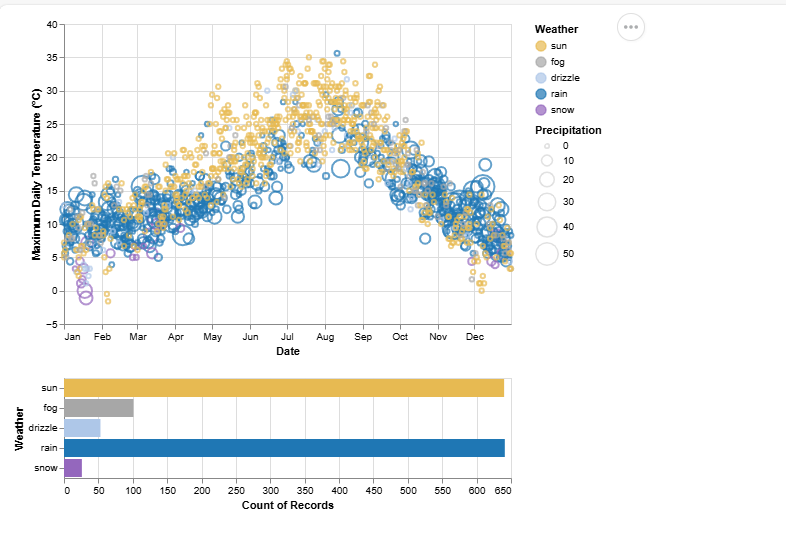 Maximum Daily Temperature (°C)
40
35
30
25
20
15
10
5
0
−5
Jan Feb Mar Apr May Jun Jul Aug Sep Oct Nov Dec
Date
Weather
sun
fog
drizzle
rain
snow
Precipitation
0
10
20
30
40
50
Weather
sun
fog
drizzle
rain
snow
0 50 100 150 200 250 300 350 400 450 500 550 600 650
Count of Records